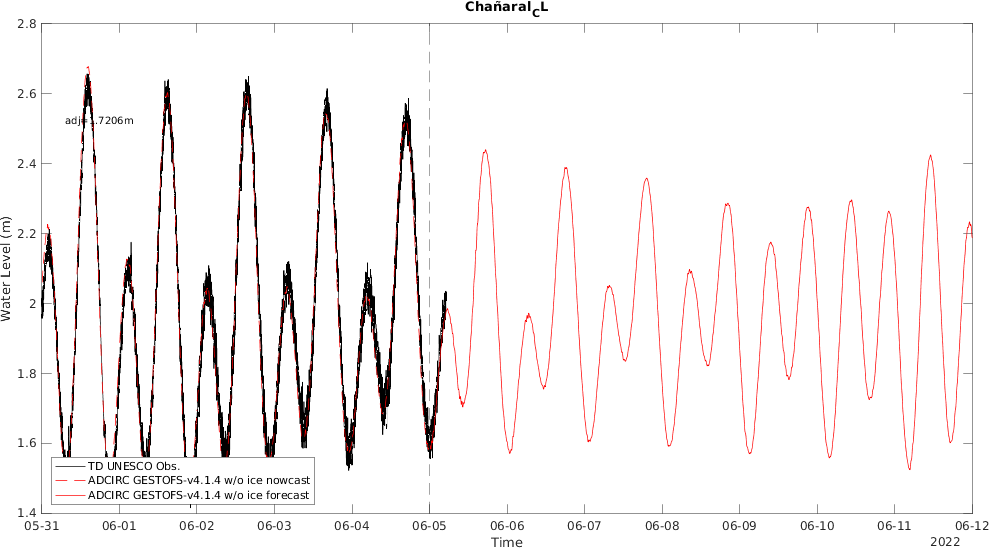 Chañaral_CL
2.8
2.6
2.4
2.2
2
1.8
1.6
1.4
Water Level (m)
adj=1.7206m
TD UNESCO Obs.
ADCIRC GESTOFS-v4.1.4 w/o ice nowcast
ADCIRC GESTOFS-v4.1.4 w/o ice forecast
05-31 06-01 06-02 06-03 06-04 06-05 06-06 06-07 06-08 06-09 06-10 06-11 06-12
Time
2022